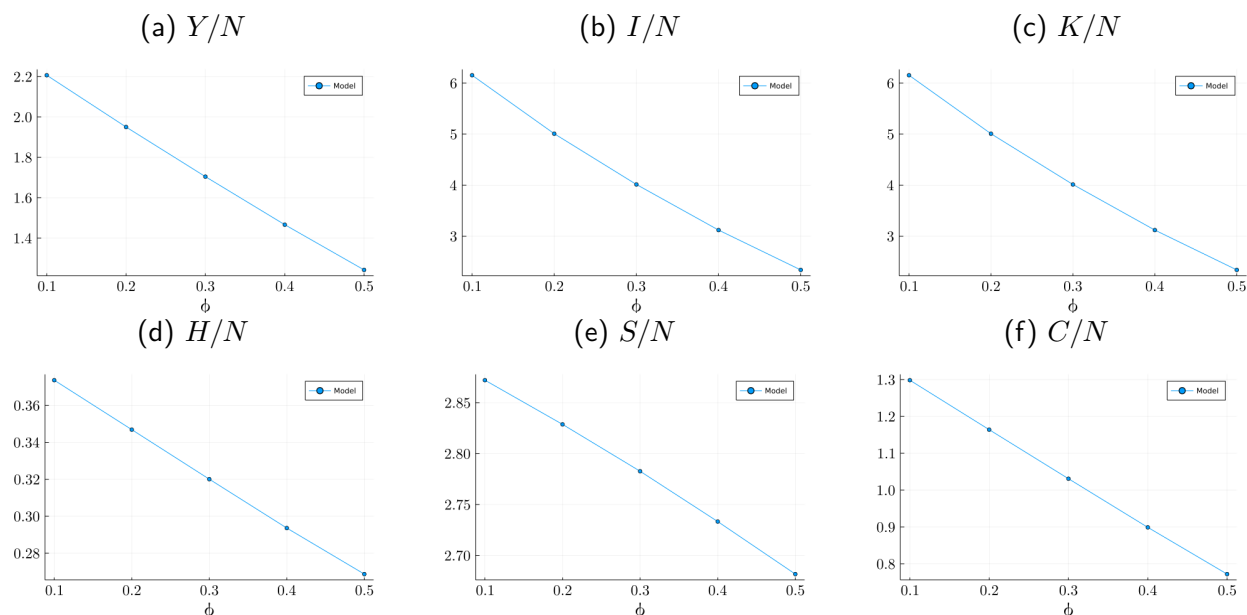 (a) Y/N
2.2
2.0
1.8
1.6
1.4
0.1 0.2 0.3 0.4 0.5
ϕ
Model
(b) I/N
6
5
4
3
0.1 0.2 0.3 0.4 0.5
ϕ
Model
(c) K/N
6
5
4
3
0.1 0.2 0.3 0.4 0.5
ϕ
Model
(d) H/N
0.36
0.34
0.32
0.30
0.28
0.1 0.2 0.3 0.4 0.5
ϕ
Model
(e) S/N
2.85
2.80
2.75
2.70
0.1 0.2 0.3 0.4 0.5
ϕ
Model
(f) C/N
1.3
1.2
1.1
1.0
0.9
0.8
0.1 0.2 0.3 0.4 0.5
ϕ
Model